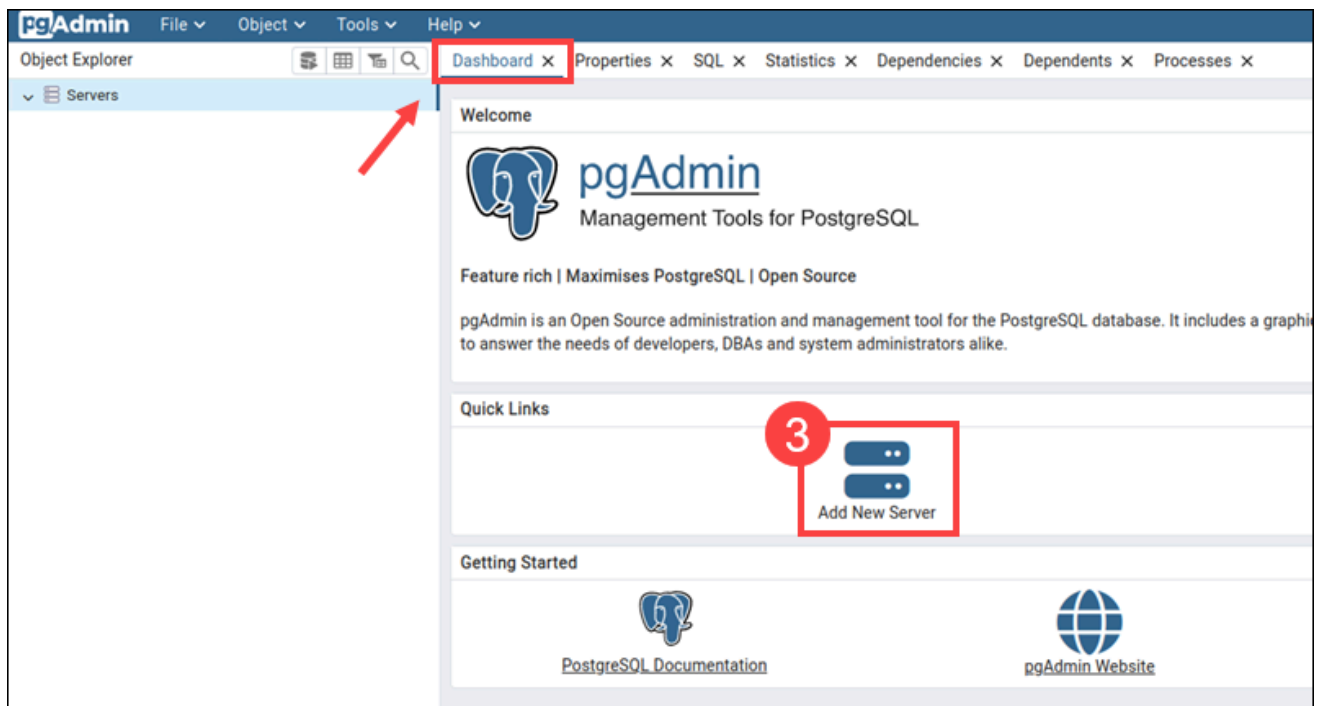 pgAdmin File Object Tools Help
Object Explorer
Dashboard Properties SQL Statistics Dependencies Dependents Processes
Servers
Welcome
pgAdmin
Management Tools for PostgreSQL
Feature rich | Maximises PostgreSQL | Open Source
pgAdmin is an Open Source administration and management tool for the PostgreSQL database. It includes a graphi
to answer the needs of developers, DBAs and system administrators alike.
Quick Links
3
Add New Server
Getting Started
PostgreSQL Documentation
pgAdmin Website